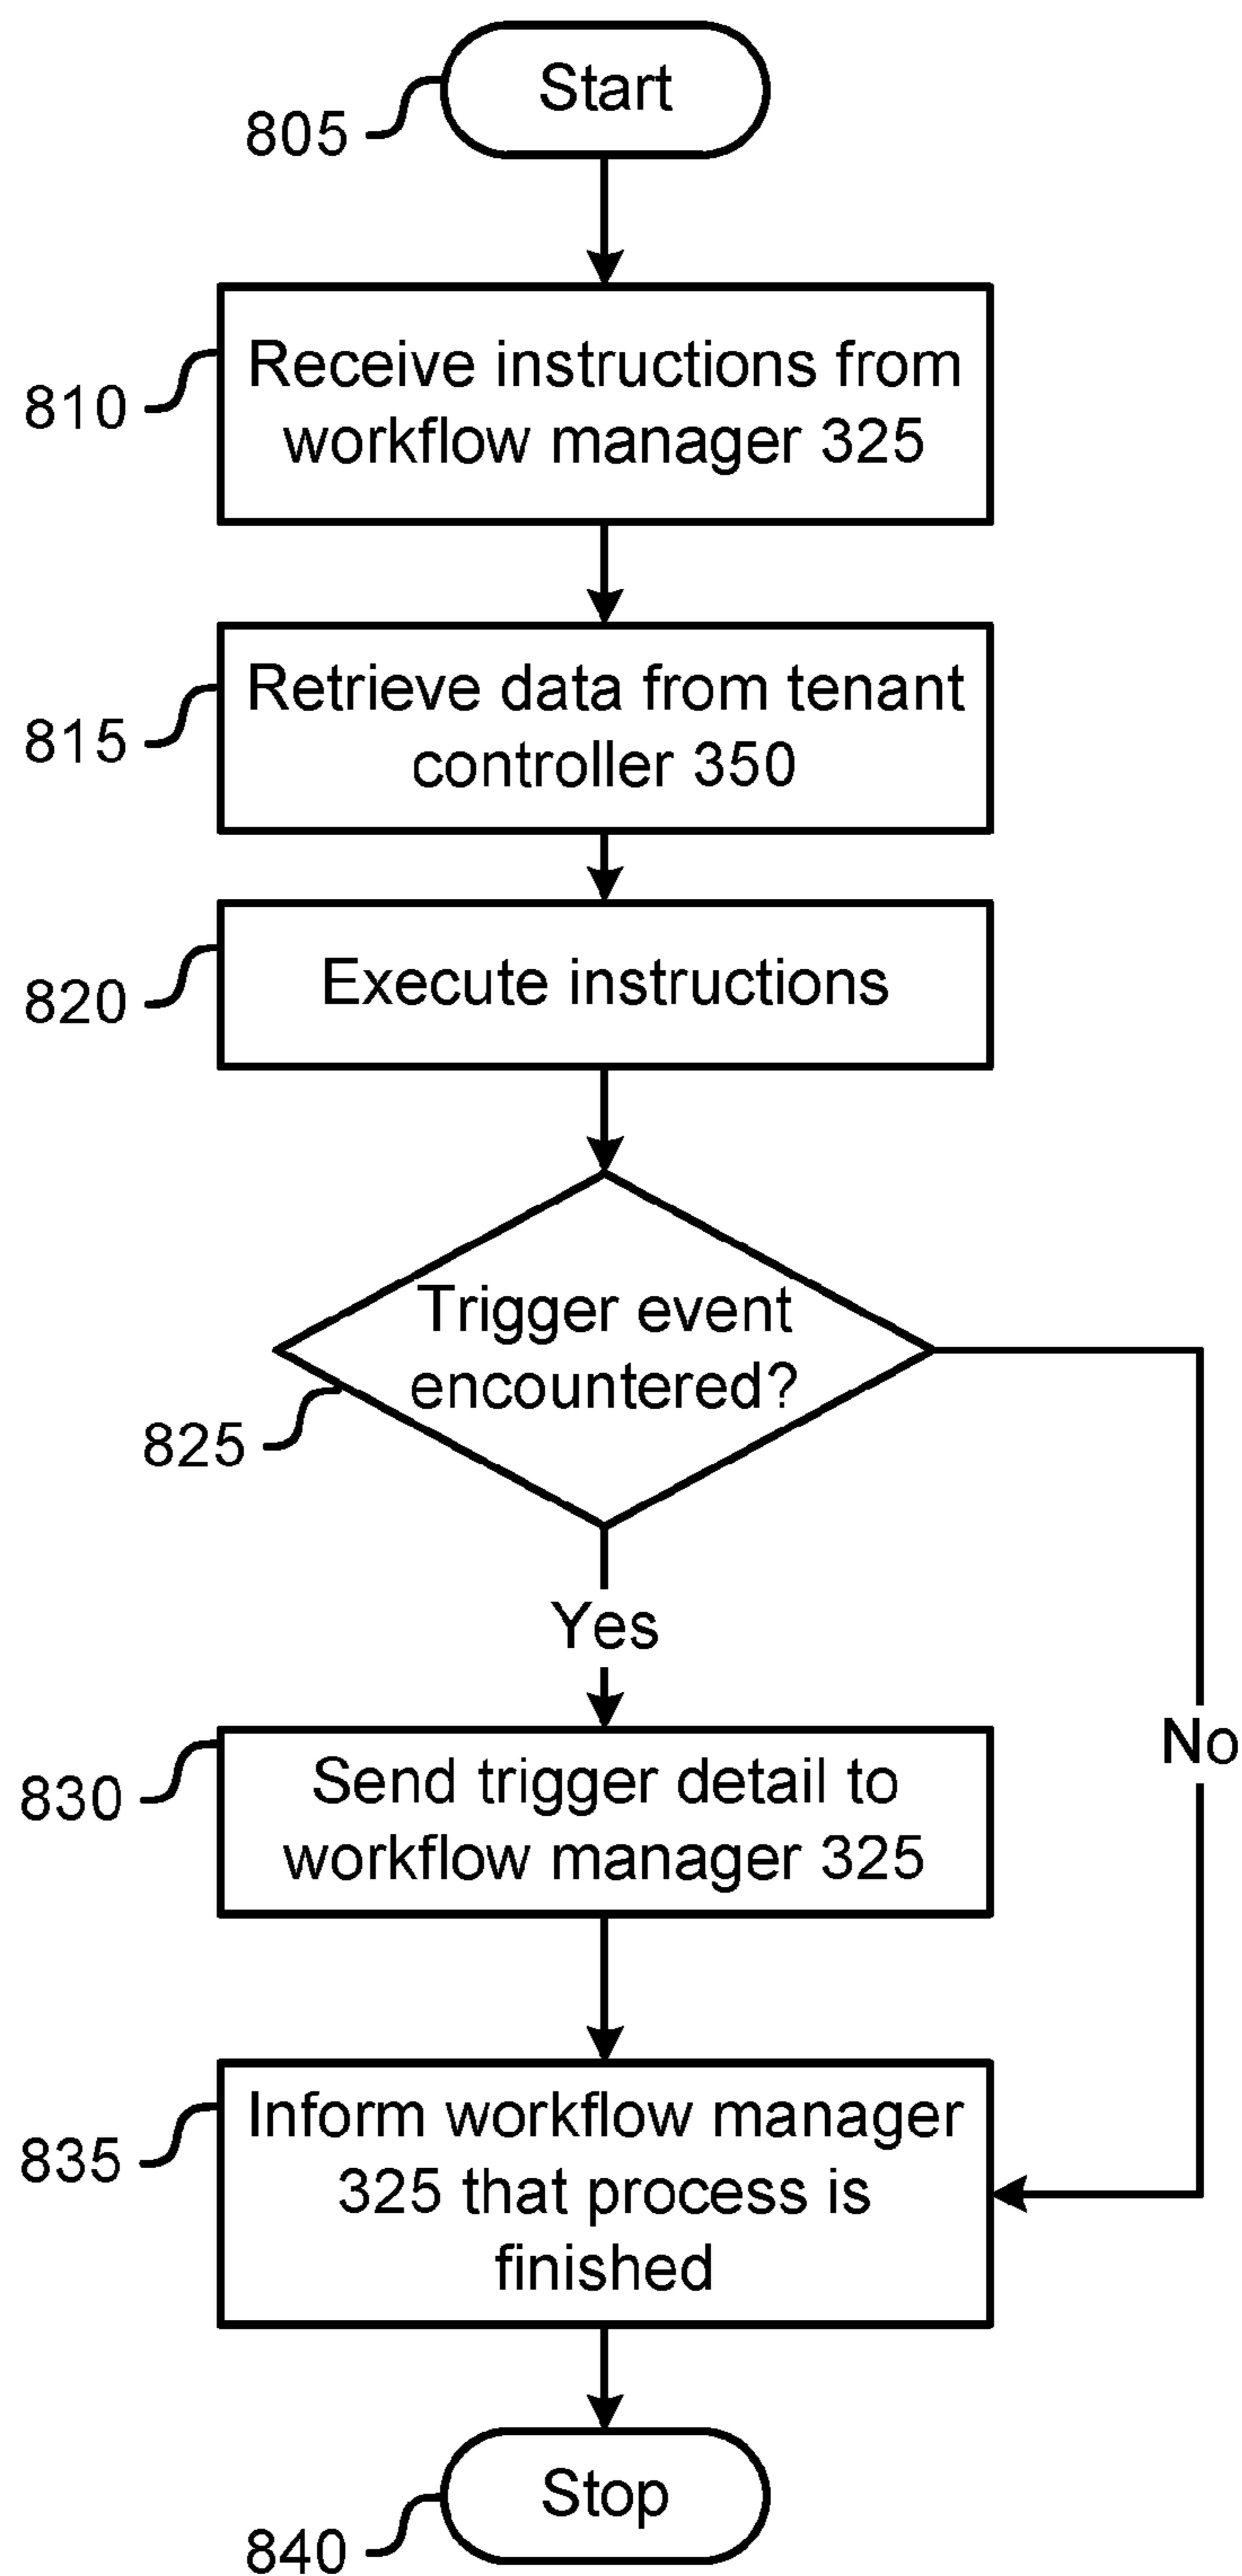 Start
805
Receive instructions from
workflow manager 325
810
Retrieve data from tenant
controller 350
815
Execute instructions
820
Trigger event
encountered?
825
Yes
No
Send trigger detail to
workflow manager 325
830
Inform workflow manager
325 that process is
finished
835
Stop
840